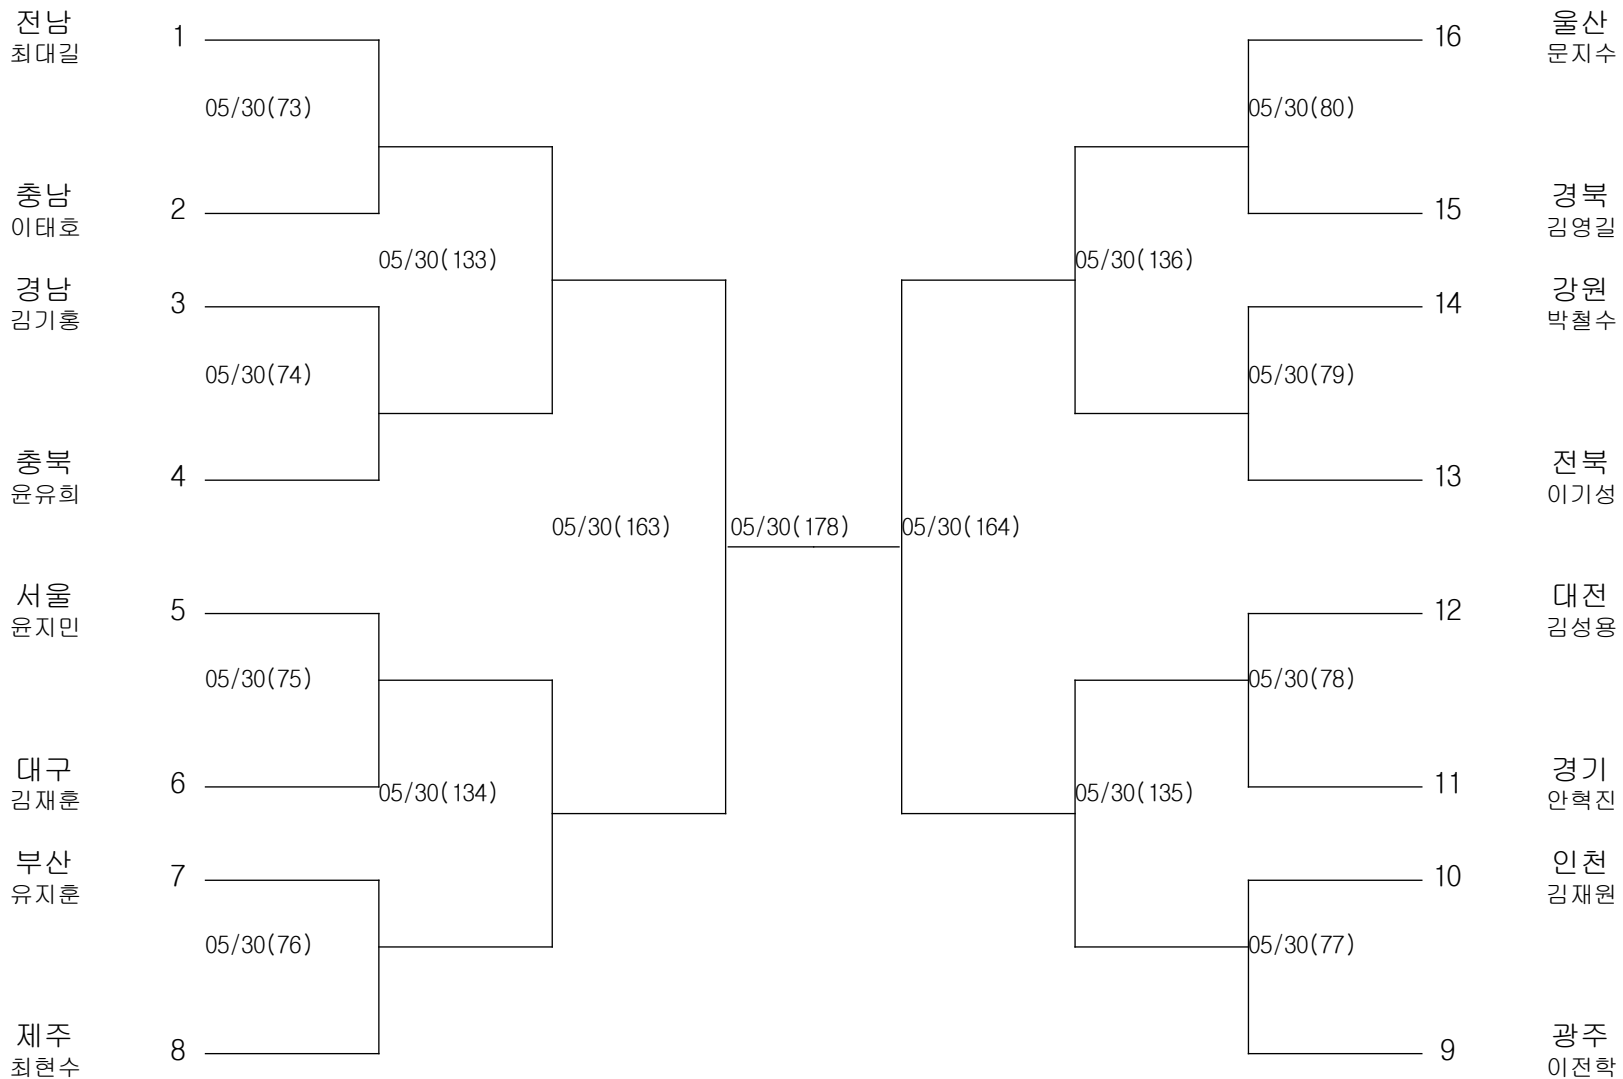 전남
최대길
1
05/30(73)
충남
이태호
2
05/30(133)
경남
김기홍
3
05/30(74)
충북
윤유희
4
05/30(163)
05/30(178)
05/30(164)
서울
윤지민
5
05/30(75)
대구
김재훈
6
05/30(134)
부산
유지훈
7
05/30(76)
제주
최현수
8
16
울산
문지수
05/30(80)
15
경북
김영길
05/30(136)
14
강원
박철수
05/30(79)
13
전북
이기성
12
대전
김성용
05/30(78)
11
경기
안혁진
05/30(135)
10
인천
김재원
05/30(77)
9
광주
이전학